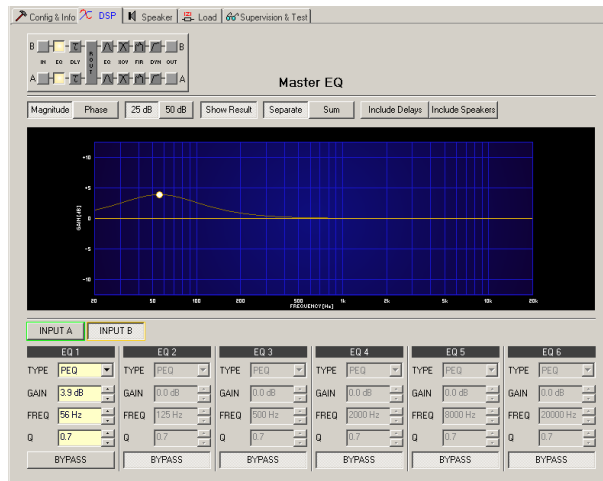 Config & Info DSP Speaker Load Supervision & Test
B B
IN EQ DLY ROUT EQ XOV FIR DYN OUT
A A
Master EQ
Magnitude Phase 25 dB 50 dB Show Result Separate Sum Include Delays Include Speakers
+10
+5
0
-5
-10
GAIN[dB]
20 50 100 200 500 1k 2k 5k 10k 20k
FREQUENCY[Hz]
INPUT A INPUT B
EQ 1 EQ 2 EQ 3 EQ 4 EQ 5 EQ 6
TYPE PEQ TYPE PEQ TYPE PEQ TYPE PEQ TYPE PEQ TYPE PEQ
GAIN 3.9 dB GAIN 0.0 dB GAIN 0.0 dB GAIN 0.0 dB GAIN 0.0 dB GAIN 0.0 dB
FREQ 56 Hz FREQ 125 Hz FREQ 500 Hz FREQ 2000 Hz FREQ 8000 Hz FREQ 20000 Hz
Q 0.7 Q 0.7 Q 0.7 Q 0.7 Q 0.7 Q 0.7
BYPASS BYPASS BYPASS BYPASS BYPASS BYPASS